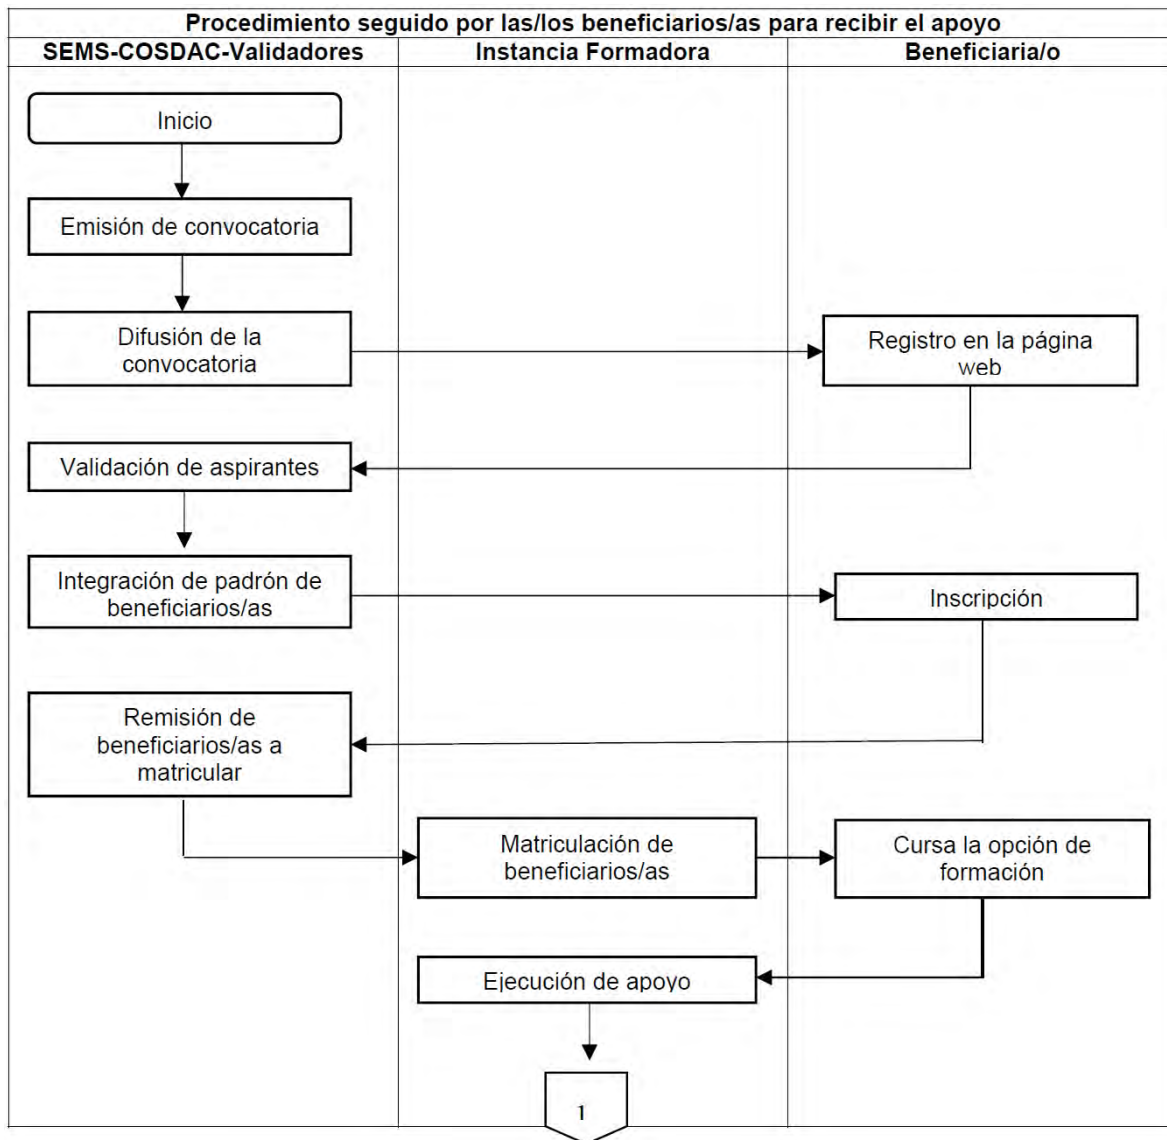 Procedimiento seguido por las/los beneficiarios/as para recibir el apoyo
SEMS-COSDAC-Validadores
Instancia Formadora
Beneficiaria/o
Inicio
Emisión de convocatoria
Difusión de la
convocatoria
Registro en la página
web
Validación de aspirantes
Integración de padrón de
beneficiarios/as
Inscripción
Remisión de
beneficiarios/as a
matricular
Matriculación de
beneficiarios/as
Cursa la opción de
formación
Ejecución de apoyo
1